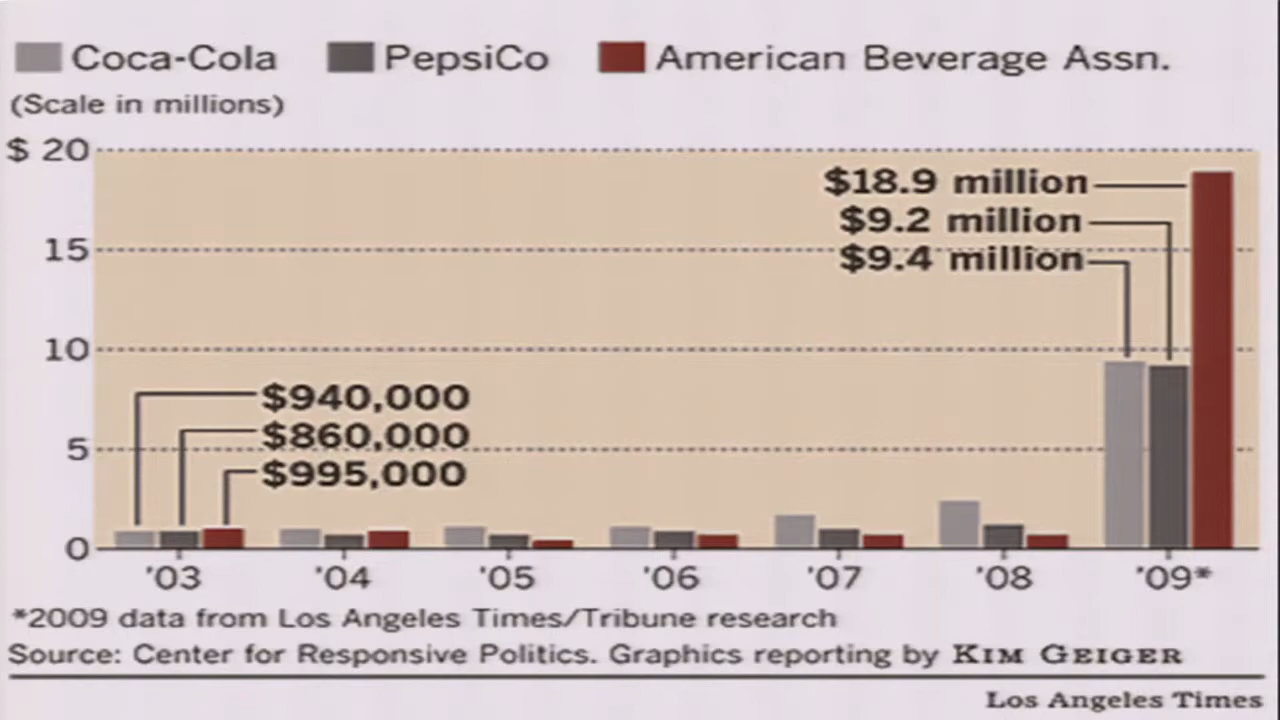 Coca-Cola PepsiCo American Beverage Assn.
(Scale in millions)
$ 20
$18.9 million
$9.2 million
15
$9.4 million
10
$940,000
$860,000
5
$995,000
0
'03 '04 '05 '06 '07 '08 '09*
*2009 data from Los Angeles Times/Tribune research
Source: Center for Responsive Politics. Graphics reporting by KIM GEIGER
Los Angeles Times